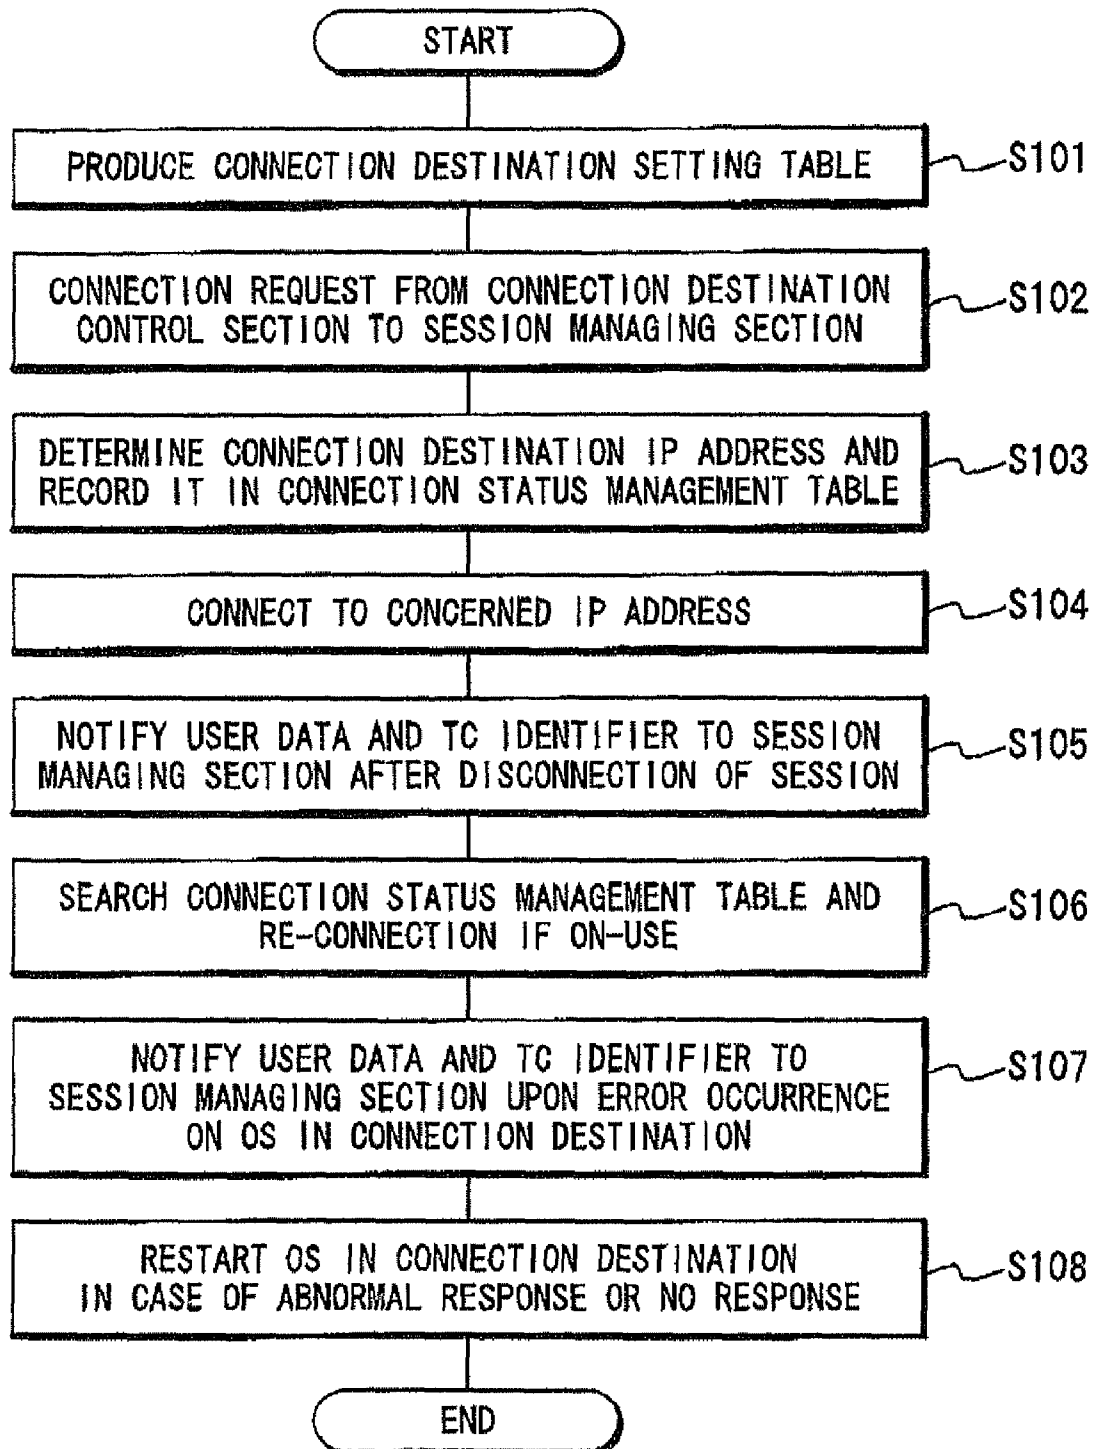 START
PRODUCE CONNECTION DESTINATION SETTING TABLE
S101
CONNECTION REQUEST FROM CONNECTION DESTINATION
CONTROL SECTION TO SESSION MANAGING SECTION
S102
DETERMINE CONNECTION DESTINATION IP ADDRESS AND
RECORD IT IN CONNECTION STATUS MANAGEMENT TABLE
S103
CONNECT TO CONCERNED IP ADDRESS
S104
NOTIFY USER DATA AND TC IDENTIFIER TO SESSION
MANAGING SECTION AFTER DISCONNECTION OF SESSION
S105
SEARCH CONNECTION STATUS MANAGEMENT TABLE AND
RE-CONNECTION IF ON-USE
S106
NOTIFY USER DATA AND TC IDENTIFIER TO
SESSION MANAGING SECTION UPON ERROR OCCURRENCE
ON OS IN CONNECTION DESTINATION
S107
RESTART OS IN CONNECTION DESTINATION
IN CASE OF ABNORMAL RESPONSE OR NO RESPONSE
S108
END